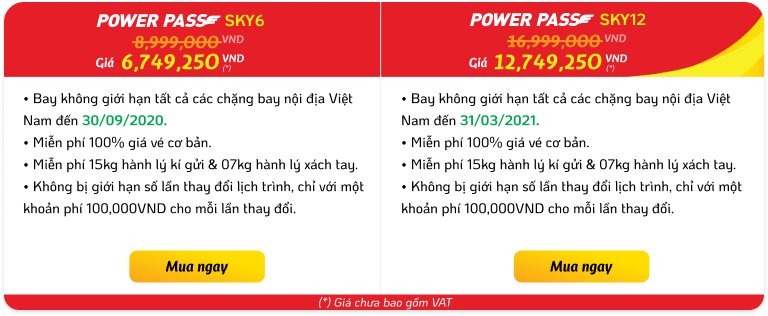 POWER PASS SKY6
8,999,000 VND
Giá 6,749,250 VND (*)
• Bay không giới hạn tất cả các chặng bay nội địa Việt
Nam đến 30/09/2020.
• Miễn phí 100% giá vé cơ bản.
• Miễn phí 15kg hành lý kí gửi & 07kg hành lý xách tay.
• Không bị giới hạn số lần thay đổi lịch trình, chỉ với một
khoản phí 100,000VND cho mỗi lần thay đổi.
Mua ngay
POWER PASS SKY12
16,999,000 VND
Giá 12,749,250 VND (*)
• Bay không giới hạn tất cả các chặng bay nội địa Việt
Nam đến 31/03/2021.
• Miễn phí 100% giá vé cơ bản.
• Miễn phí 15kg hành lý kí gửi & 07kg hành lý xách tay.
• Không bị giới hạn số lần thay đổi lịch trình, chỉ với một
khoản phí 100,000VND cho mỗi lần thay đổi.
Mua ngay
(*) Giá chưa bao gồm VAT